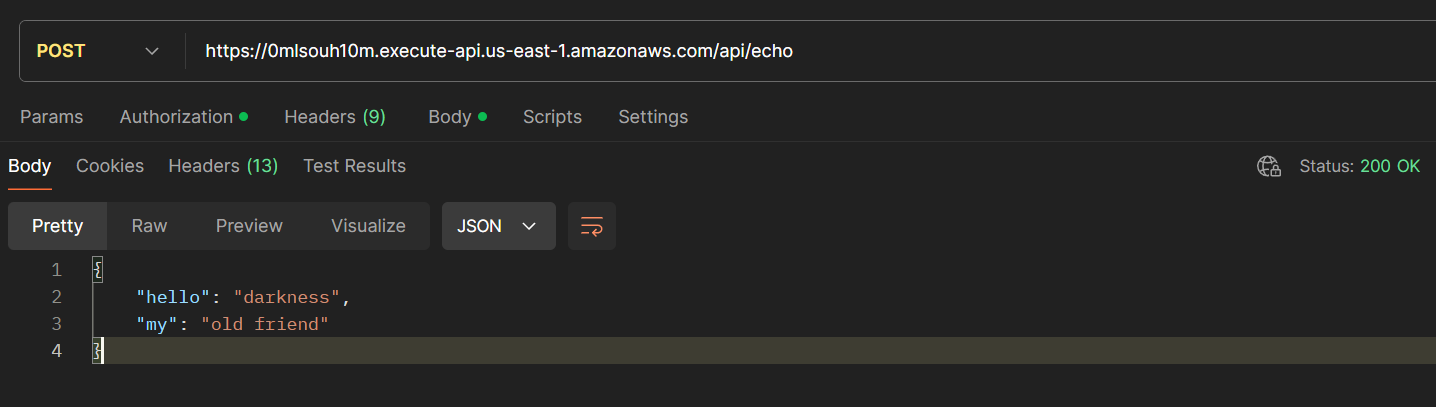 POST https://0mlsouh10m.execute-api.us-east-1.amazonaws.com/api/echo
Params Authorization Headers (9) Body Scripts Settings
Body Cookies Headers (13) Test Results Status: 200 OK
Pretty Raw Preview Visualize JSON
1 {
2 "hello": "darkness",
3 "my": "old friend"
4 }